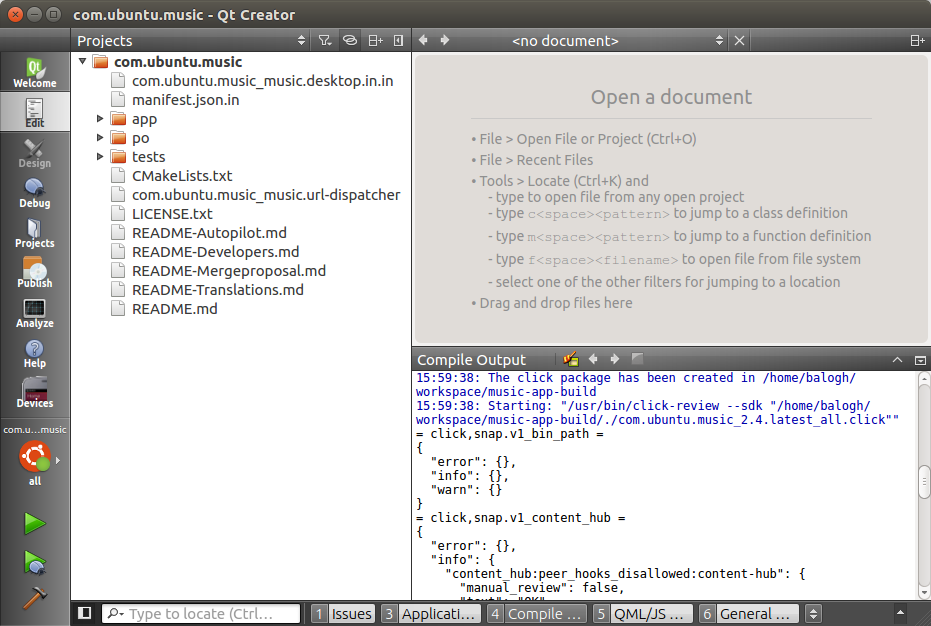 com.ubuntu.music - Qt Creator
Projects
<no document>
Welcome
Edit
Design
Debug
Projects
Publish
Analyze
Help
Devices
com.u...music
all
com.ubuntu.music
com.ubuntu.music_music.desktop.in.in
manifest.json.in
app
po
tests
CMakeLists.txt
com.ubuntu.music_music.url-dispatcher
LICENSE.txt
README-Autopilot.md
README-Developers.md
README-Mergeproposal.md
README-Translations.md
README.md
Open a document
• File > Open File or Project (Ctrl+O)
• File > Recent Files
• Tools > Locate (Ctrl+K) and
- type to open file from any open project
- type c<space><pattern> to jump to a class definition
- type m<space><pattern> to jump to a function definition
- type f<space><filename> to open file from file system
- select one of the other filters for jumping to a location
• Drag and drop files here
Compile Output
15:59:38: The click package has been created in /home/balogh/
workspace/music-app-build
15:59:38: Starting: "/usr/bin/click-review --sdk "/home/balogh/
workspace/music-app-build/./com.ubuntu.music_2.4.latest_all.click""
= click,snap.v1_bin_path =
{
"error": {},
"info": {},
"warn": {}
}
= click,snap.v1_content_hub =
{
"error": {},
"info": {
"content_hub:peer_hooks_disallowed:content-hub": {
"manual_review": false,
Type to locate (Ctrl...
1 Issues
3 Applicati...
4 Compile ...
5 QML/JS ...
6 General ...